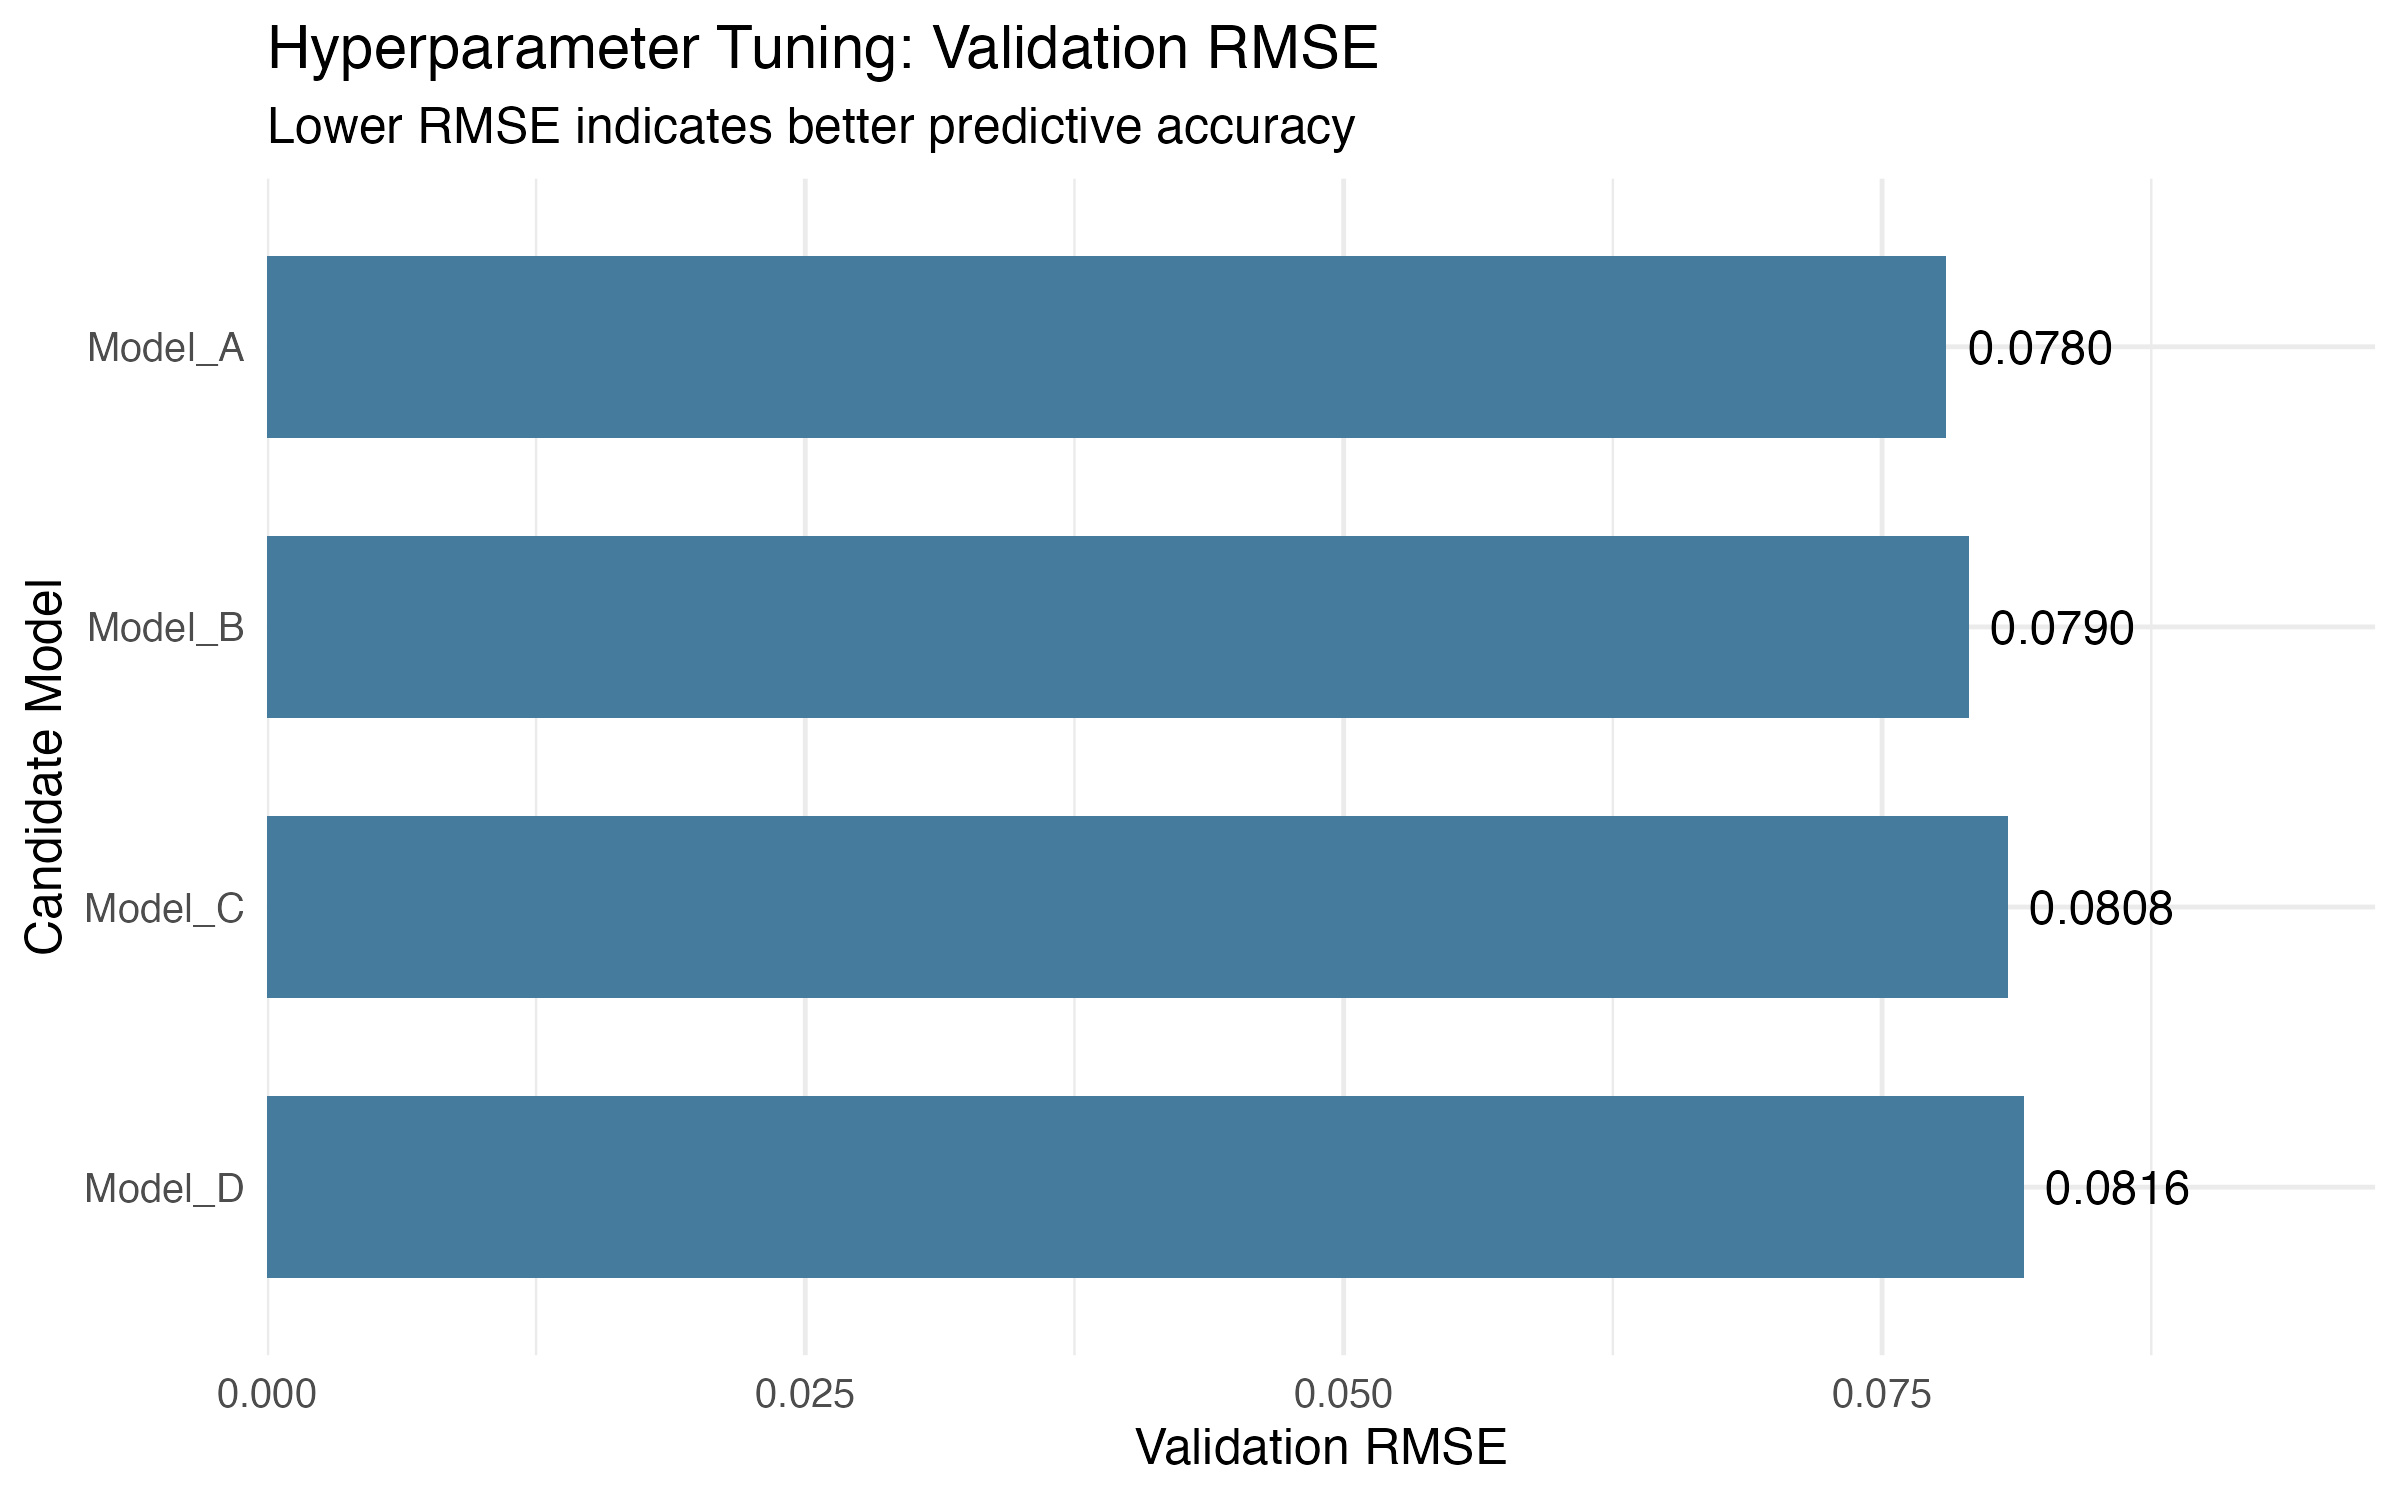 Hyperparameter Tuning: Validation RMSE
Lower RMSE indicates better predictive accuracy
Candidate Model
Model_A
0.0780
Model_B
0.0790
Model_C
0.0808
Model_D
0.0816
0.000
0.025
0.050
0.075
Validation RMSE